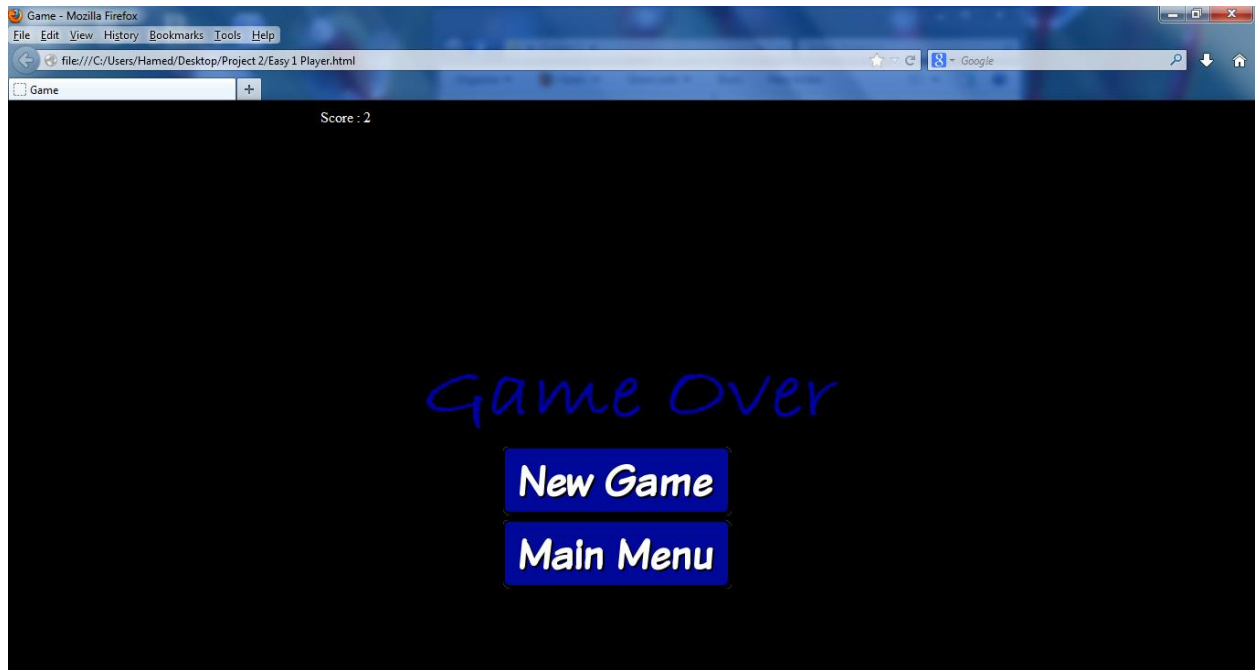 Game - Mozilla Firefox
File Edit View History Bookmarks Tools Help
file:///C:/Users/Hamed/Desktop/Project 2/Easy 1 Player.html
Google
Game
Score : 2
Game Over
New Game
Main Menu